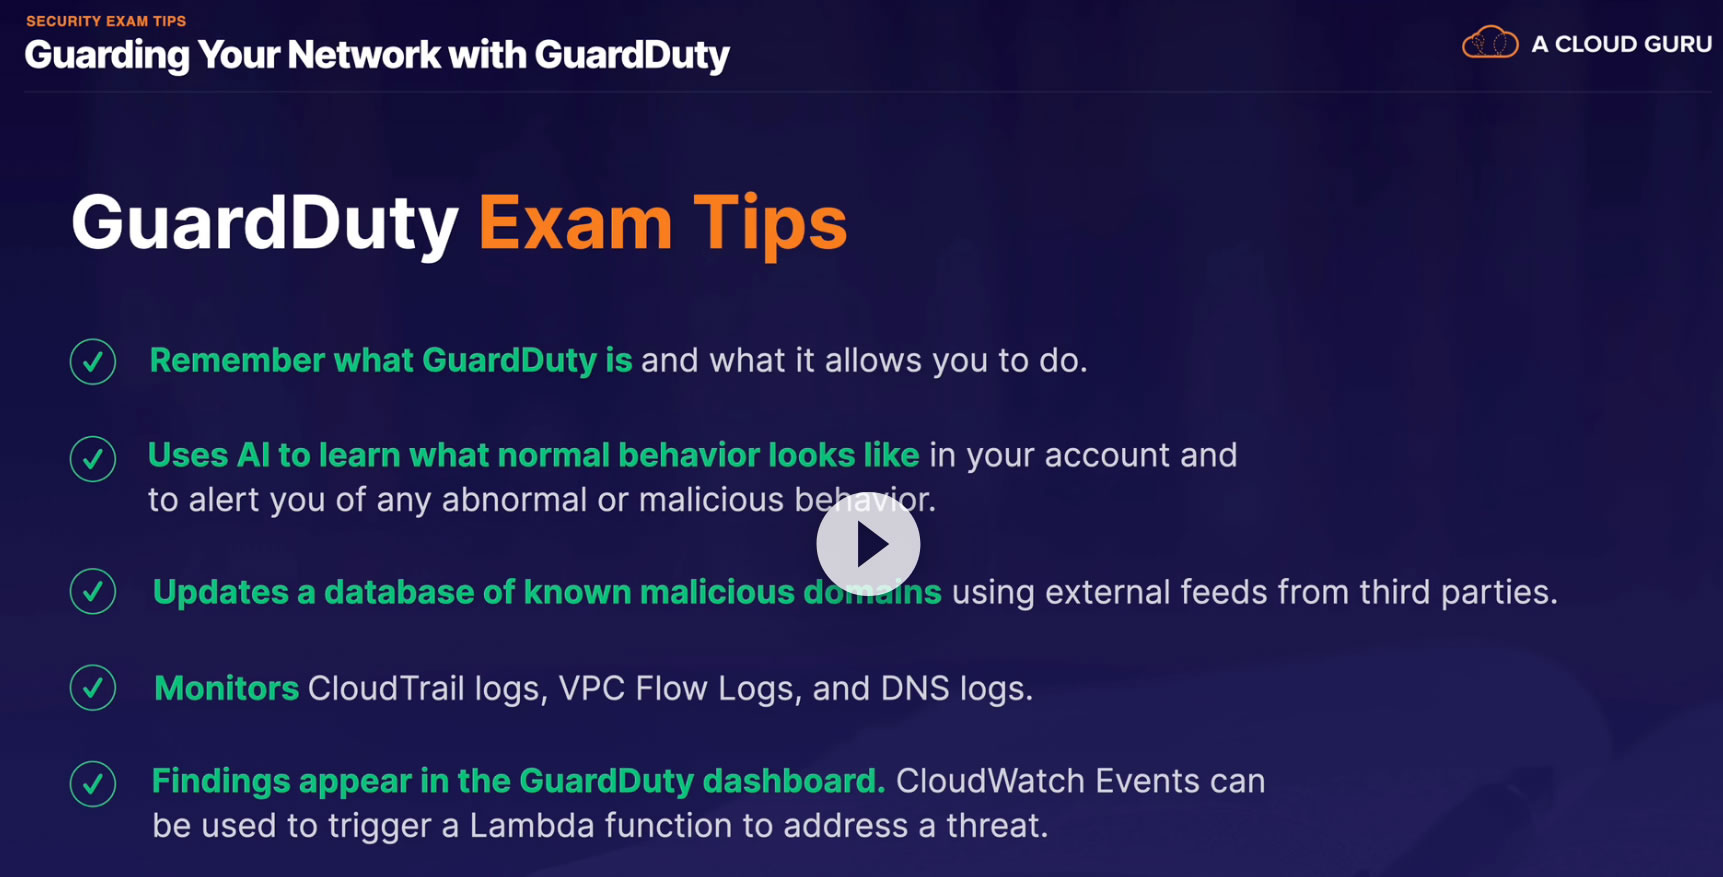 SECURITY EXAM TIPS
Guarding Your Network with GuardDuty
A CLOUD GURU
GuardDuty Exam Tips
Remember what GuardDuty is and what it allows you to do.
Uses AI to learn what normal behavior looks like in your account and
to alert you of any abnormal or malicious behavior.
Updates a database of known malicious domains using external feeds from third parties.
Monitors CloudTrail logs, VPC Flow Logs, and DNS logs.
Findings appear in the GuardDuty dashboard. CloudWatch Events can
be used to trigger a Lambda function to address a threat.